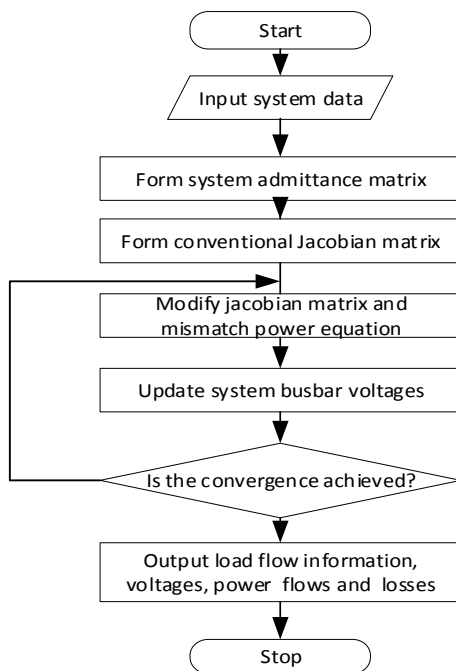 Start
Input system data
Form system admittance matrix
Form conventional Jacobian matrix
Modify jacobian matrix and
mismatch power equation
Update system busbar voltages
Is the convergence achieved?
Output load flow information,
voltages, power flows and losses
Stop